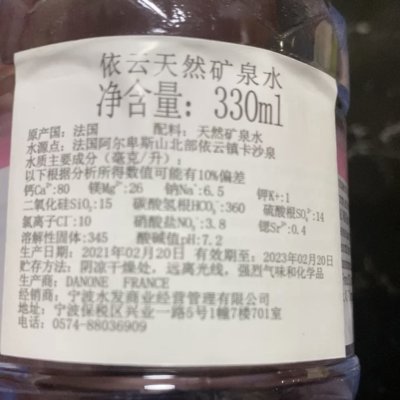 依云天然矿泉水
净含量：330ml
原产国：法国 配料：天然矿泉水
水源点：法国阿尔卑斯山北部依云镇卡沙泉
水质主要成分（毫克/升）：
以下根据分析所得数值可能有10%偏差
钙Ca²⁺:80 镁Mg²⁺:26 钠Na⁺:6.5 钾K⁺:1
二氧化硅SiO₂:15 碳酸氢根HCO₃⁻:360 硫酸根SO₄²⁻:14
氯离子Cl⁻:10 硝酸盐NO₃⁻:3.8 锶Sr²⁺:0.4
溶解性固体:345 酸碱值:pH:7.2
生产日期：2021年02月20日 有效期至：2023年02月20日
贮存方法：阴凉干燥处，远离光线，强烈气味和化学品
生产商：DANONE FRANCE
经销商：宁波水发商业经营管理有限公司
地址：宁波保税区兴业一路5号1幢7楼701室
电话：0574-88036909